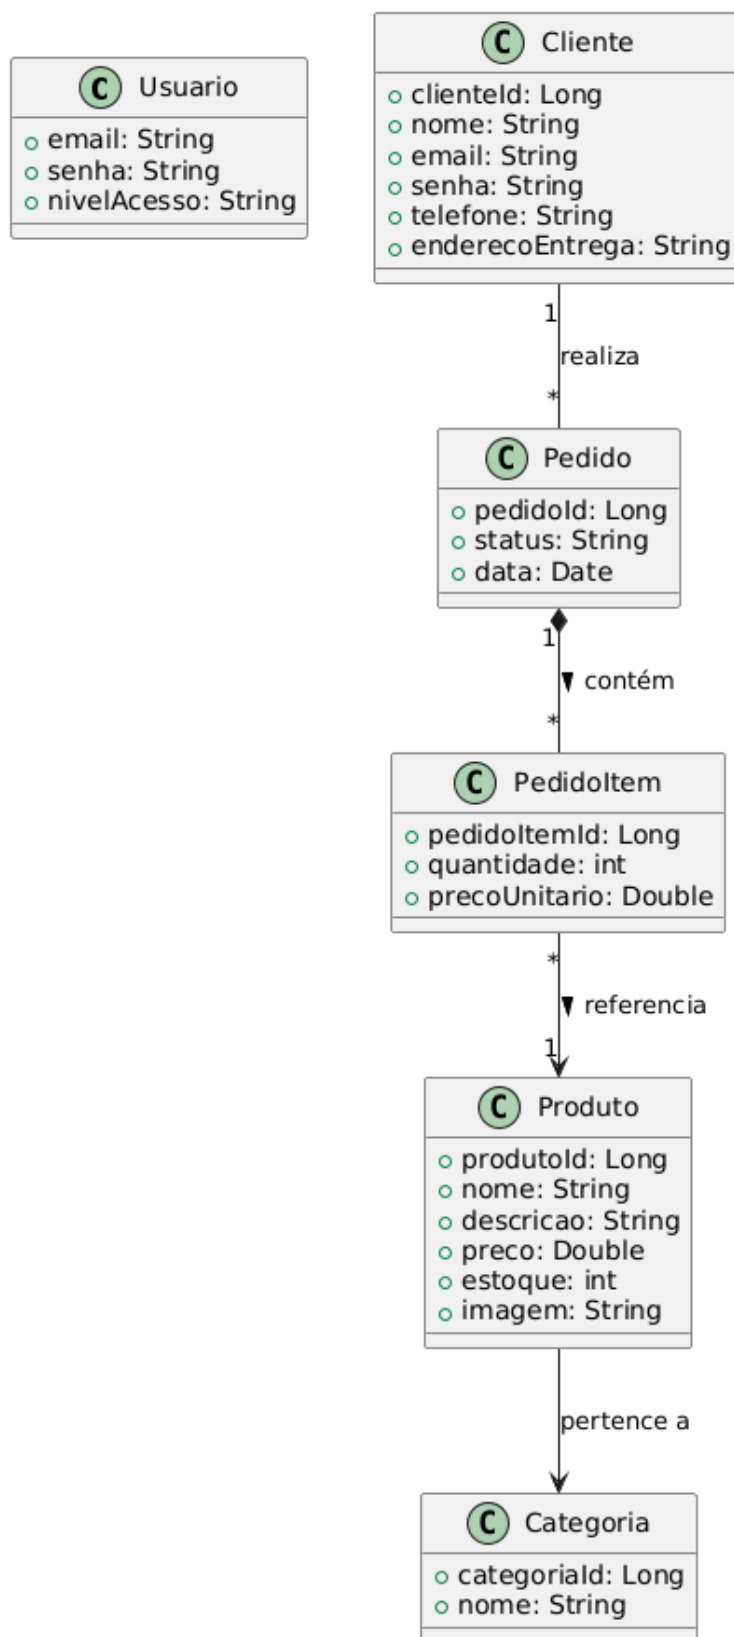 C Usuario
email: String
senha: String
nivelAcesso: String
C Cliente
clienteId: Long
nome: String
email: String
senha: String
telefone: String
enderecoEntrega: String
1
realiza
*
C Pedido
pedidoId: Long
status: String
data: Date
1
contém
*
C PedidoItem
pedidoItemId: Long
quantidade: int
precoUnitario: Double
*
referencia
1
C Produto
produtoId: Long
nome: String
descricao: String
preco: Double
estoque: int
imagem: String
pertence a
C Categoria
categoriaId: Long
nome: String